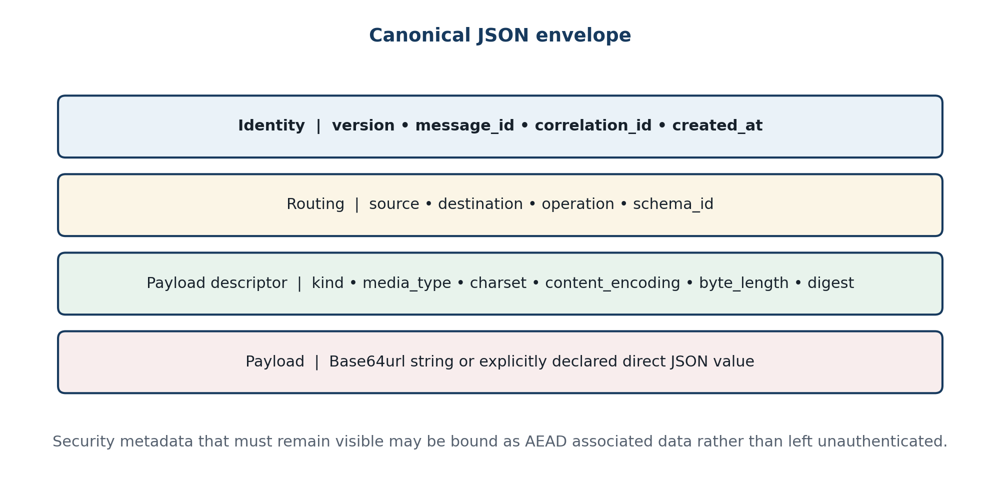 Canonical JSON envelope
Identity | version • message_id • correlation_id • created_at
Routing | source • destination • operation • schema_id
Payload descriptor | kind • media_type • charset • content_encoding • byte_length • digest
Payload | Base64url string or explicitly declared direct JSON value
Security metadata that must remain visible may be bound as AEAD associated data rather than left unauthenticated.